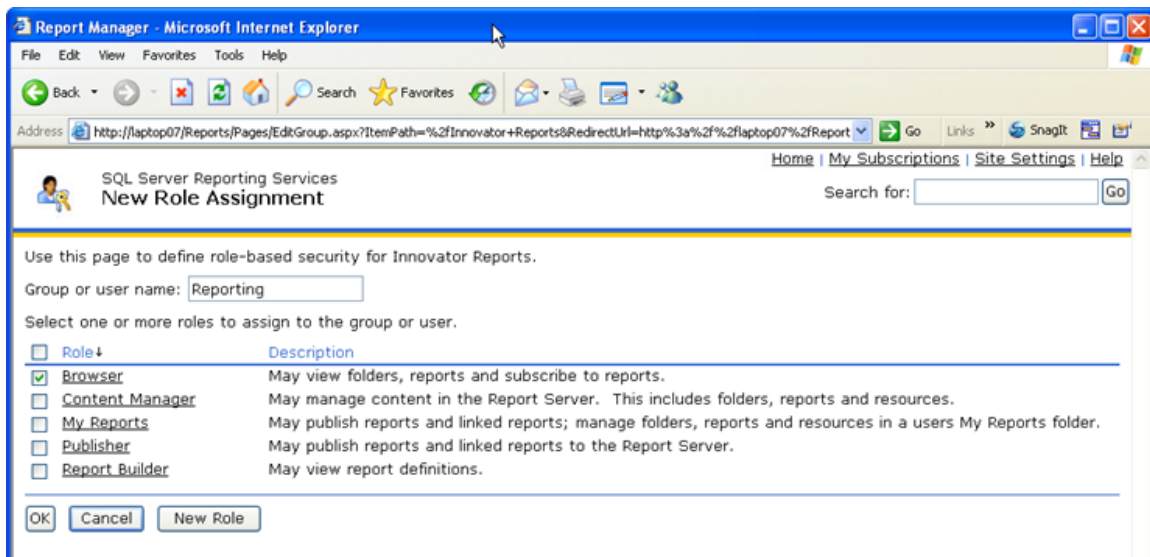 Report Manager - Microsoft Internet Explorer
File Edit View Favorites Tools Help
Back Search Favorites
Address http://laptop07/Reports/Pages/EditGroup.aspx?ItemPath=%2fInnovator+Reports&RedirectUrl=http%3a%2f%2flaptop07%2fReport Go Links » SnagIt
Home | My Subscriptions | Site Settings | Help
SQL Server Reporting Services
New Role Assignment
Search for: Go
Use this page to define role-based security for Innovator Reports.
Group or user name: Reporting
Select one or more roles to assign to the group or user.
Role↓ Description
Browser May view folders, reports and subscribe to reports.
Content Manager May manage content in the Report Server. This includes folders, reports and resources.
My Reports May publish reports and linked reports; manage folders, reports and resources in a users My Reports folder.
Publisher May publish reports and linked reports to the Report Server.
Report Builder May view report definitions.
OK Cancel New Role